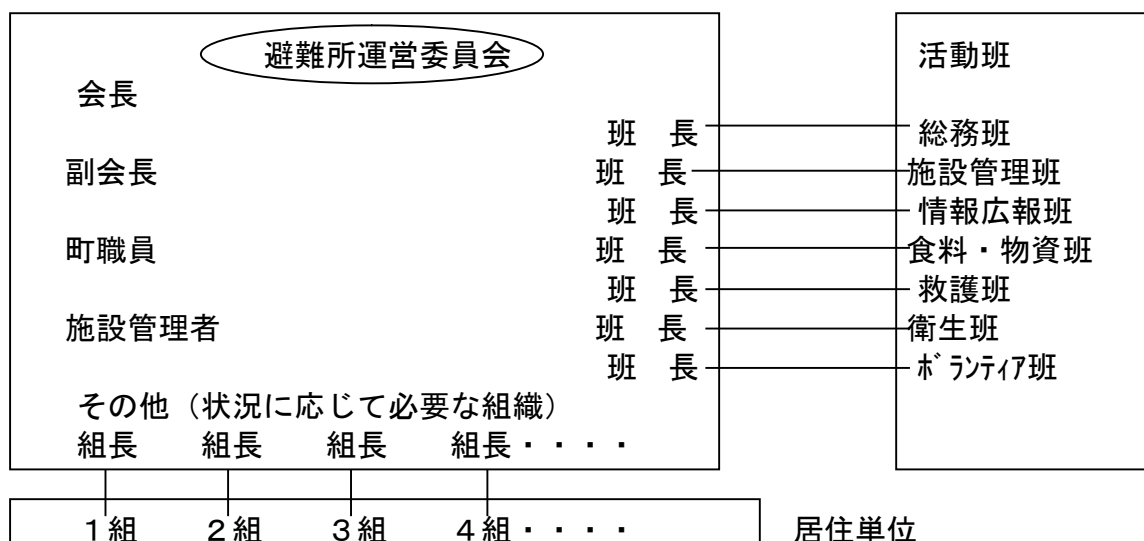 避難所運営委員会
会長
班　長
副会長
班　長
班　長
町職員
班　長
班　長
施設管理者
班　長
班　長
その他（状況に応じて必要な組織）
組長　組長　組長　組長・・・・
活動班
総務班
施設管理班
情報広報班
食料・物資班
救護班
衛生班
ﾎﾞﾗﾝﾃｨｱ班
１組　２組　３組　４組・・・・
居住単位